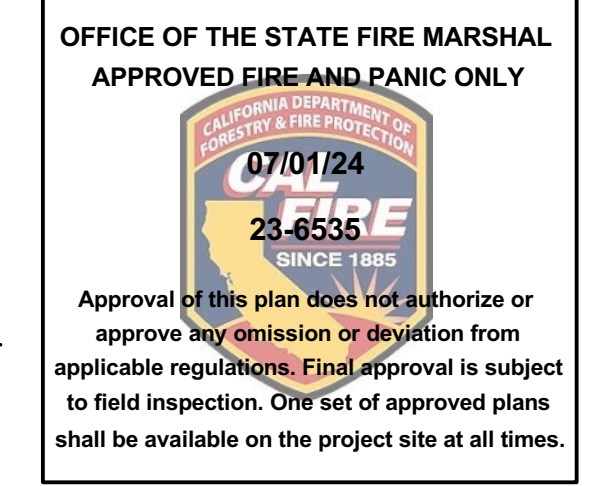 OFFICE OF THE STATE FIRE MARSHAL
APPROVED FIRE AND PANIC ONLY
CALIFORNIA DEPARTMENT OF
FORESTRY & FIRE PROTECTION
07/01/24
CAL
23-6535
FIRE
SINCE 1885
Approval of this plan does not authorize or
approve any omission or deviation from
applicable regulations. Final approval is subject
to field inspection. One set of approved plans
shall be available on the project site at all times.